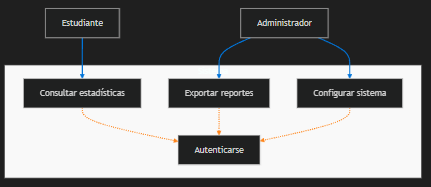 Estudiante
Administrador
Consultar estadísticas
Exportar reportes
Configurar sistema
Autenticarse